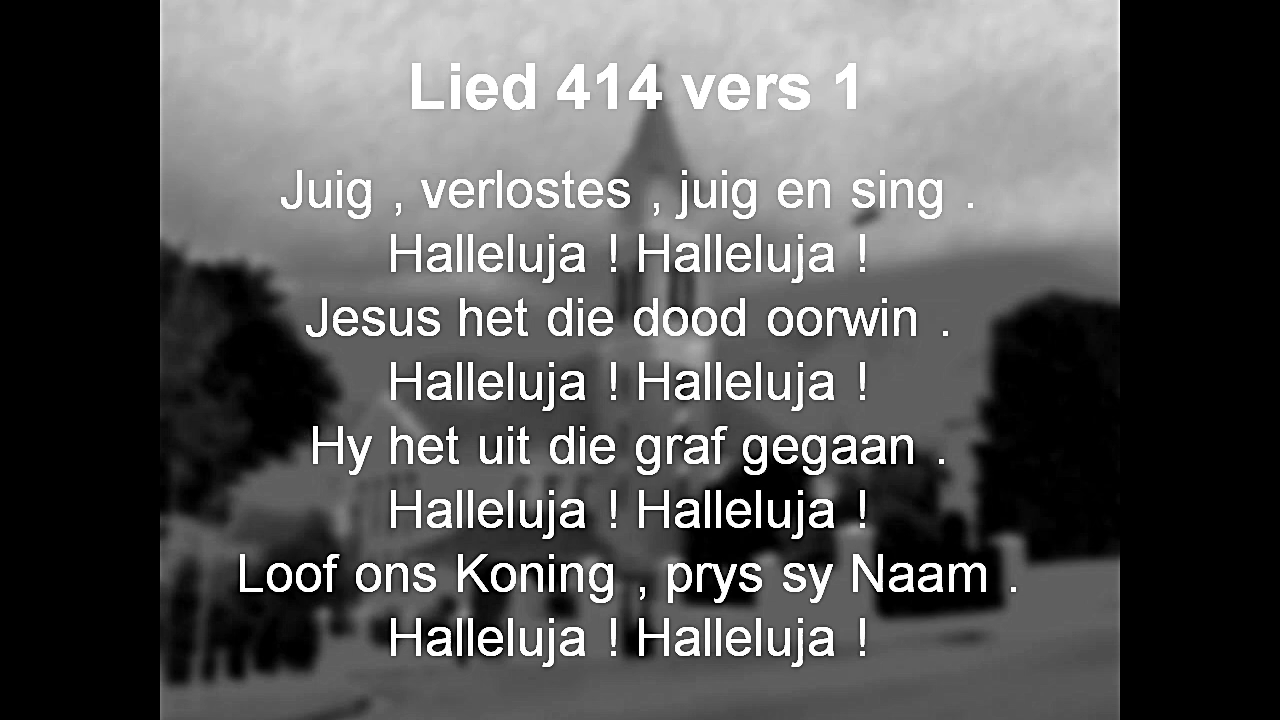 Lied 414 vers 1
Juig , verlostes , juig en sing .
Halleluja ! Halleluja !
Jesus het die dood oorwin .
Halleluja ! Halleluja !
Hy het uit die graf gegaan .
Halleluja ! Halleluja !
Loof ons Koning , prys sy Naam .
Halleluja ! Halleluja !